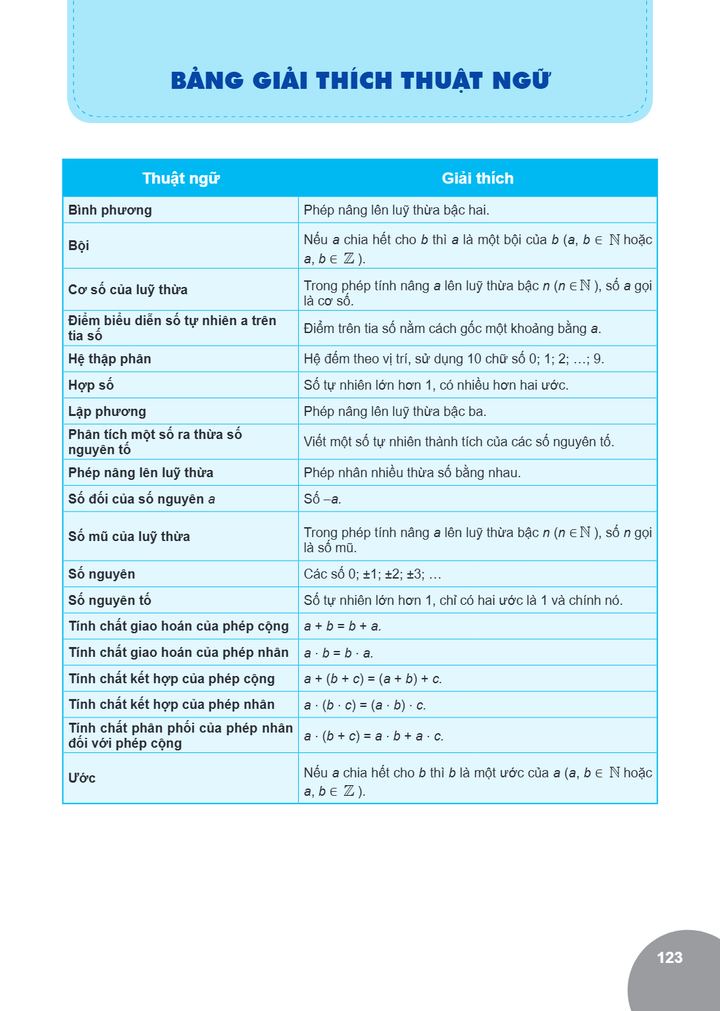 BẢNG GIẢI THÍCH THUẬT NGỮ
Thuật ngữ
Giải thích
Bình phương
Phép nâng lên luỹ thừa bậc hai.
Bội
Nếu a chia hết cho b thì a là một bội của b (a, b ∈ ℕ hoặc
a, b ∈ ℤ ).
Cơ số của luỹ thừa
Trong phép tính nâng a lên luỹ thừa bậc n (n ∈ ℕ ), số a gọi
là cơ số.
Điểm biểu diễn số tự nhiên a trên
tia số
Điểm trên tia số nằm cách gốc một khoảng bằng a.
Hệ thập phân
Hệ đếm theo vị trí, sử dụng 10 chữ số 0; 1; 2; …; 9.
Hợp số
Số tự nhiên lớn hơn 1, có nhiều hơn hai ước.
Lập phương
Phép nâng lên luỹ thừa bậc ba.
Phân tích một số ra thừa số
nguyên tố
Viết một số tự nhiên thành tích của các số nguyên tố.
Phép nâng lên luỹ thừa
Phép nhân nhiều thừa số bằng nhau.
Số đối của số nguyên a
Số –a.
Số mũ của luỹ thừa
Trong phép tính nâng a lên luỹ thừa bậc n (n ∈ ℕ ), số n gọi
là số mũ.
Số nguyên
Các số 0; ±1; ±2; ±3; …
Số nguyên tố
Số tự nhiên lớn hơn 1, chỉ có hai ước là 1 và chính nó.
Tính chất giao hoán của phép cộng
a + b = b + a.
Tính chất giao hoán của phép nhân
a · b = b · a.
Tính chất kết hợp của phép cộng
a + (b + c) = (a + b) + c.
Tính chất kết hợp của phép nhân
a · (b · c) = (a · b) · c.
Tính chất phân phối của phép nhân
đối với phép cộng
a · (b + c) = a · b + a · c.
Ước
Nếu a chia hết cho b thì b là một ước của a (a, b ∈ ℕ hoặc
a, b ∈ ℤ ).
123